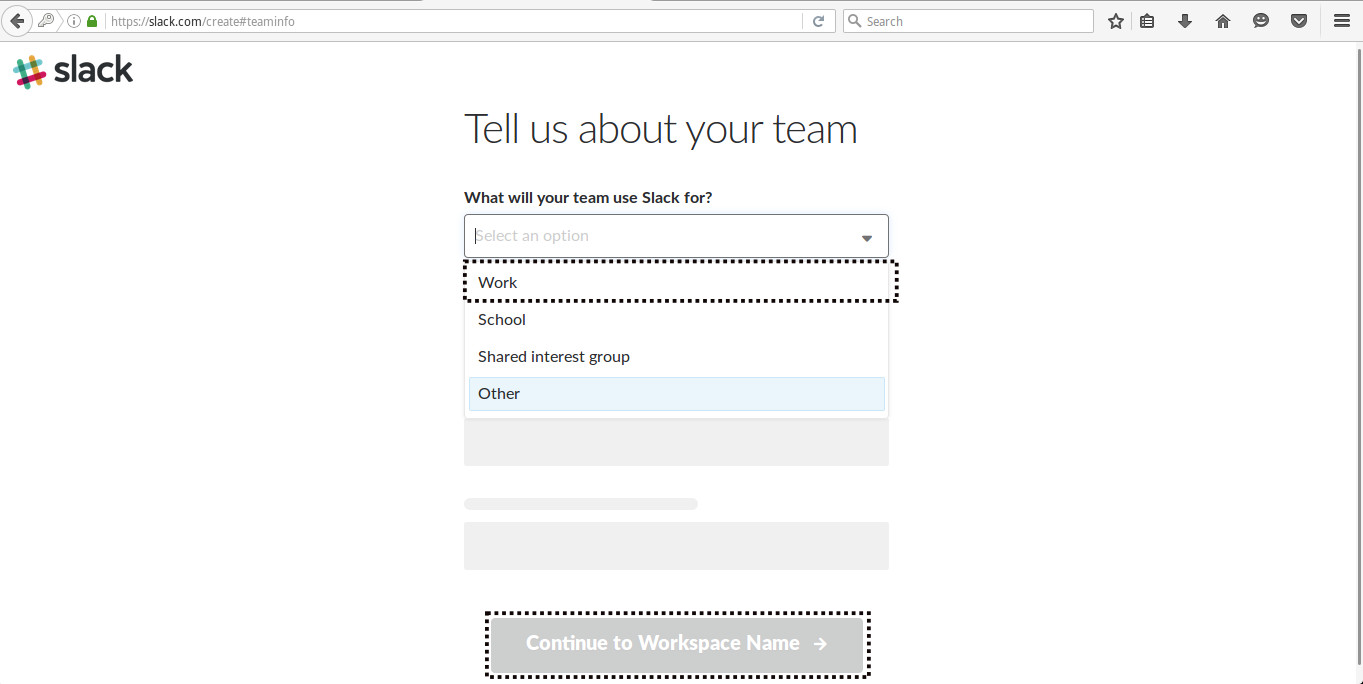 https://slack.com/create#teaminfo
Search
slack
Tell us about your team
What will your team use Slack for?
Select an option
Work
School
Shared interest group
Other
Continue to Workspace Name →